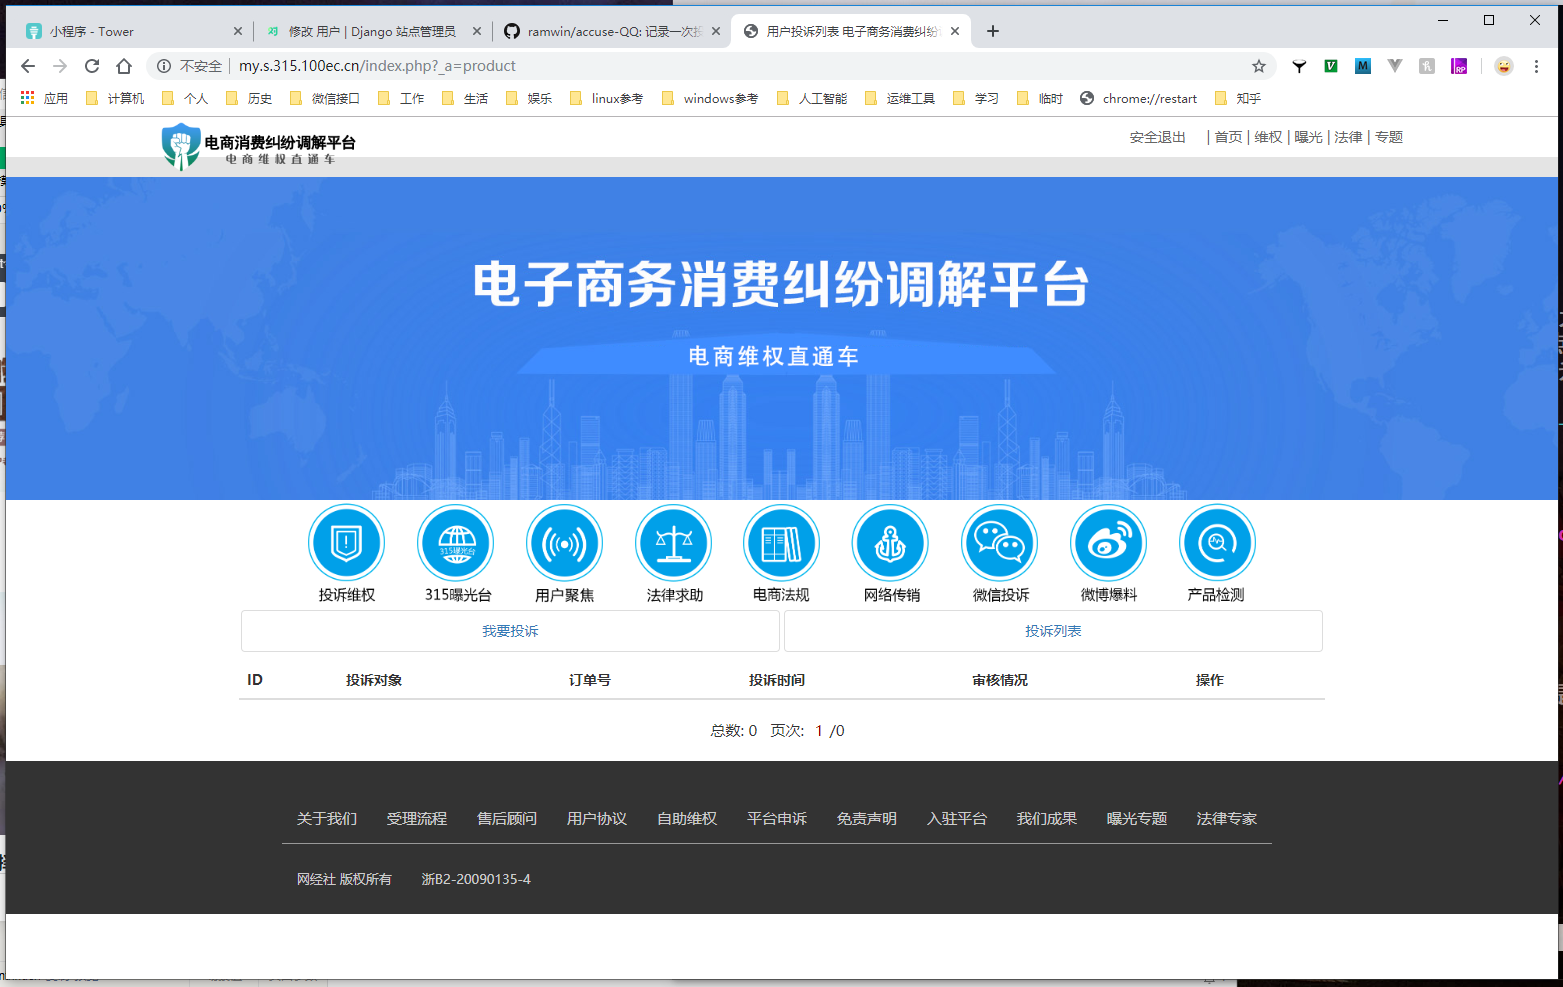 小程序 - Tower
修改 用户 | Django 站点管理员
ramwin/accuse-QQ: 记录一次投
用户投诉列表 电子商务消费纠纷
不安全 | my.s.315.100ec.cn/index.php?_a=product
应用 计算机 个人 历史 微信接口 工作 生活 娱乐 linux参考 windows参考 人工智能 运维工具 学习 临时 chrome://restart 知乎
电商消费纠纷调解平台
电商维权直通车
安全退出 | 首页 | 维权 | 曝光 | 法律 | 专题
电子商务消费纠纷调解平台
电商维权直通车
315曝光台
投诉维权 315曝光台 用户聚焦 法律求助 电商法规 网络传销 微信投诉 微博爆料 产品检测
我要投诉 投诉列表
ID 投诉对象 订单号 投诉时间 审核情况 操作
总数: 0 页次: 1 /0
关于我们 受理流程 售后顾问 用户协议 自助维权 平台申诉 免责声明 入驻平台 我们成果 曝光专题 法律专家
网经社 版权所有 浙B2-20090135-4